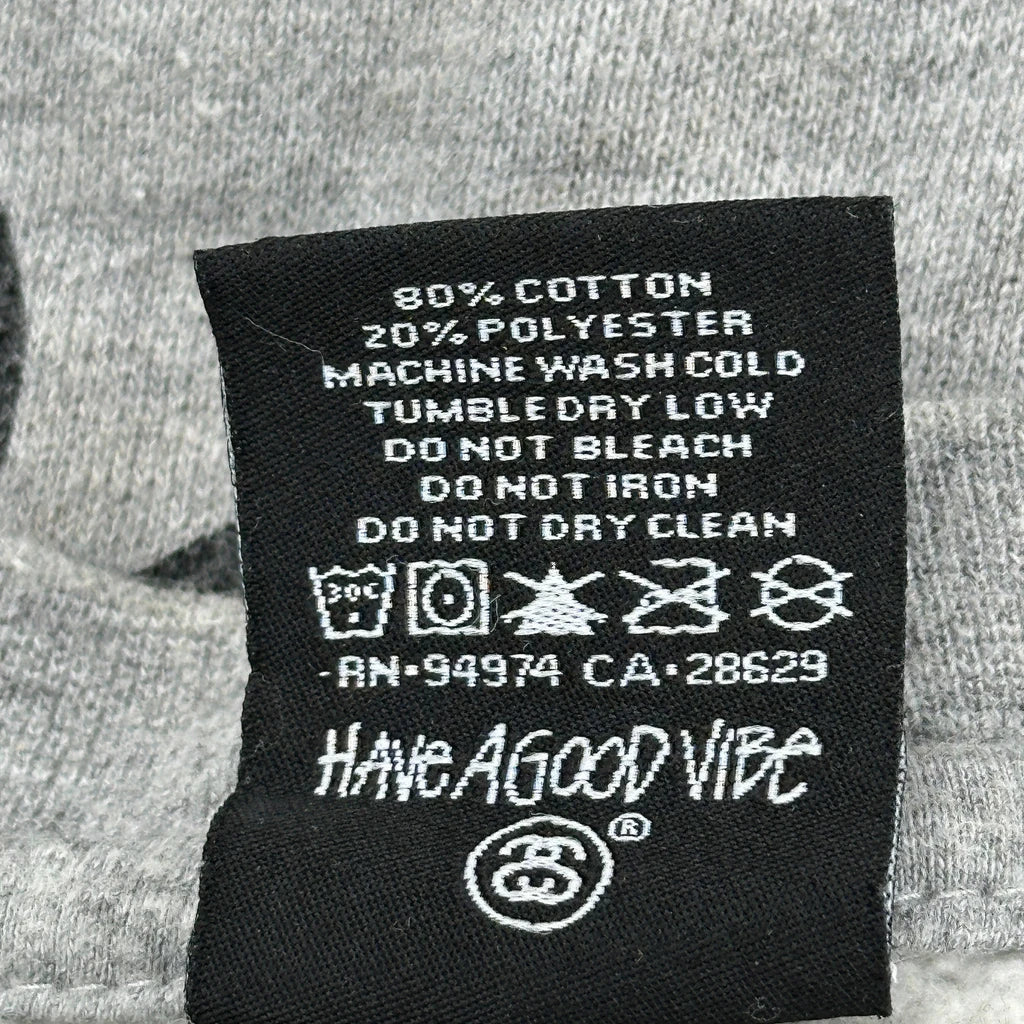 80% COTTON
20% POLYESTER
MACHINE WASH COLD
TUMBLE DRY LOW
DO NOT BLEACH
DO NOT IRON
DO NOT DRY CLEAN
30C
RN•94974 CA•28629
HAVE A GOOD VIBE
®